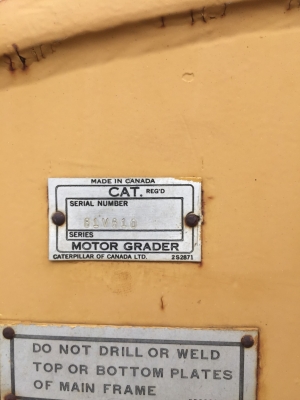 MADE IN CANADA
CAT. REG'D
SERIAL NUMBER
SERIES
MOTOR GRADER
CATERPILLAR OF CANADA LTD. 2S2871
DO NOT DRILL OR WELD
TOP OR BOTTOM PLATES
OF MAIN FRAME